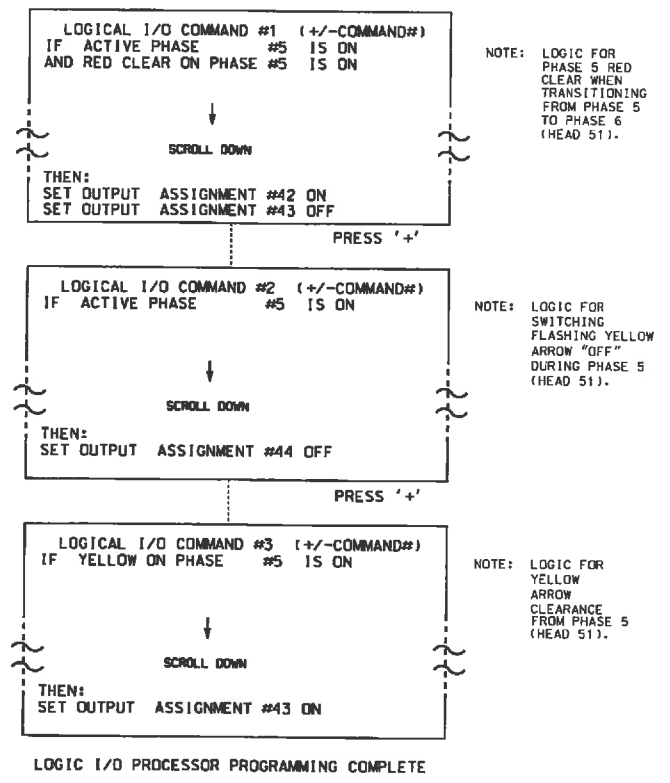 LOGICAL I/O COMMAND #1 (+/-COMMAND#)
IF ACTIVE PHASE #5 IS ON
AND RED CLEAR ON PHASE #5 IS ON
SCROLL DOWN
THEN:
SET OUTPUT ASSIGNMENT #42 ON
SET OUTPUT ASSIGNMENT #43 OFF
NOTE: LOGIC FOR
PHASE 5 RED
CLEAR WHEN
TRANSITIONING
FROM PHASE 5
TO PHASE 6
(HEAD 51).
PRESS '+'
LOGICAL I/O COMMAND #2 (+/-COMMAND#)
IF ACTIVE PHASE #5 IS ON
SCROLL DOWN
THEN:
SET OUTPUT ASSIGNMENT #44 OFF
NOTE: LOGIC FOR
SWITCHING
FLASHING YELLOW
ARROW "OFF"
DURING PHASE 5
(HEAD 51).
PRESS '+'
LOGICAL I/O COMMAND #3 (+/-COMMAND#)
IF YELLOW ON PHASE #5 IS ON
SCROLL DOWN
THEN:
SET OUTPUT ASSIGNMENT #43 ON
NOTE: LOGIC FOR
YELLOW
ARROW
CLEARANCE
FROM PHASE 5
(HEAD 51).
LOGIC I/O PROCESSOR PROGRAMMING COMPLETE